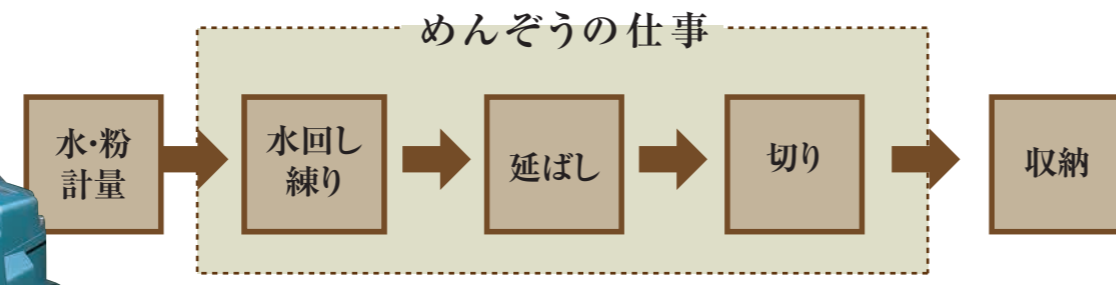 めんぞうの仕事
水・粉
計量
水回し
練り
延ばし
切り
収納